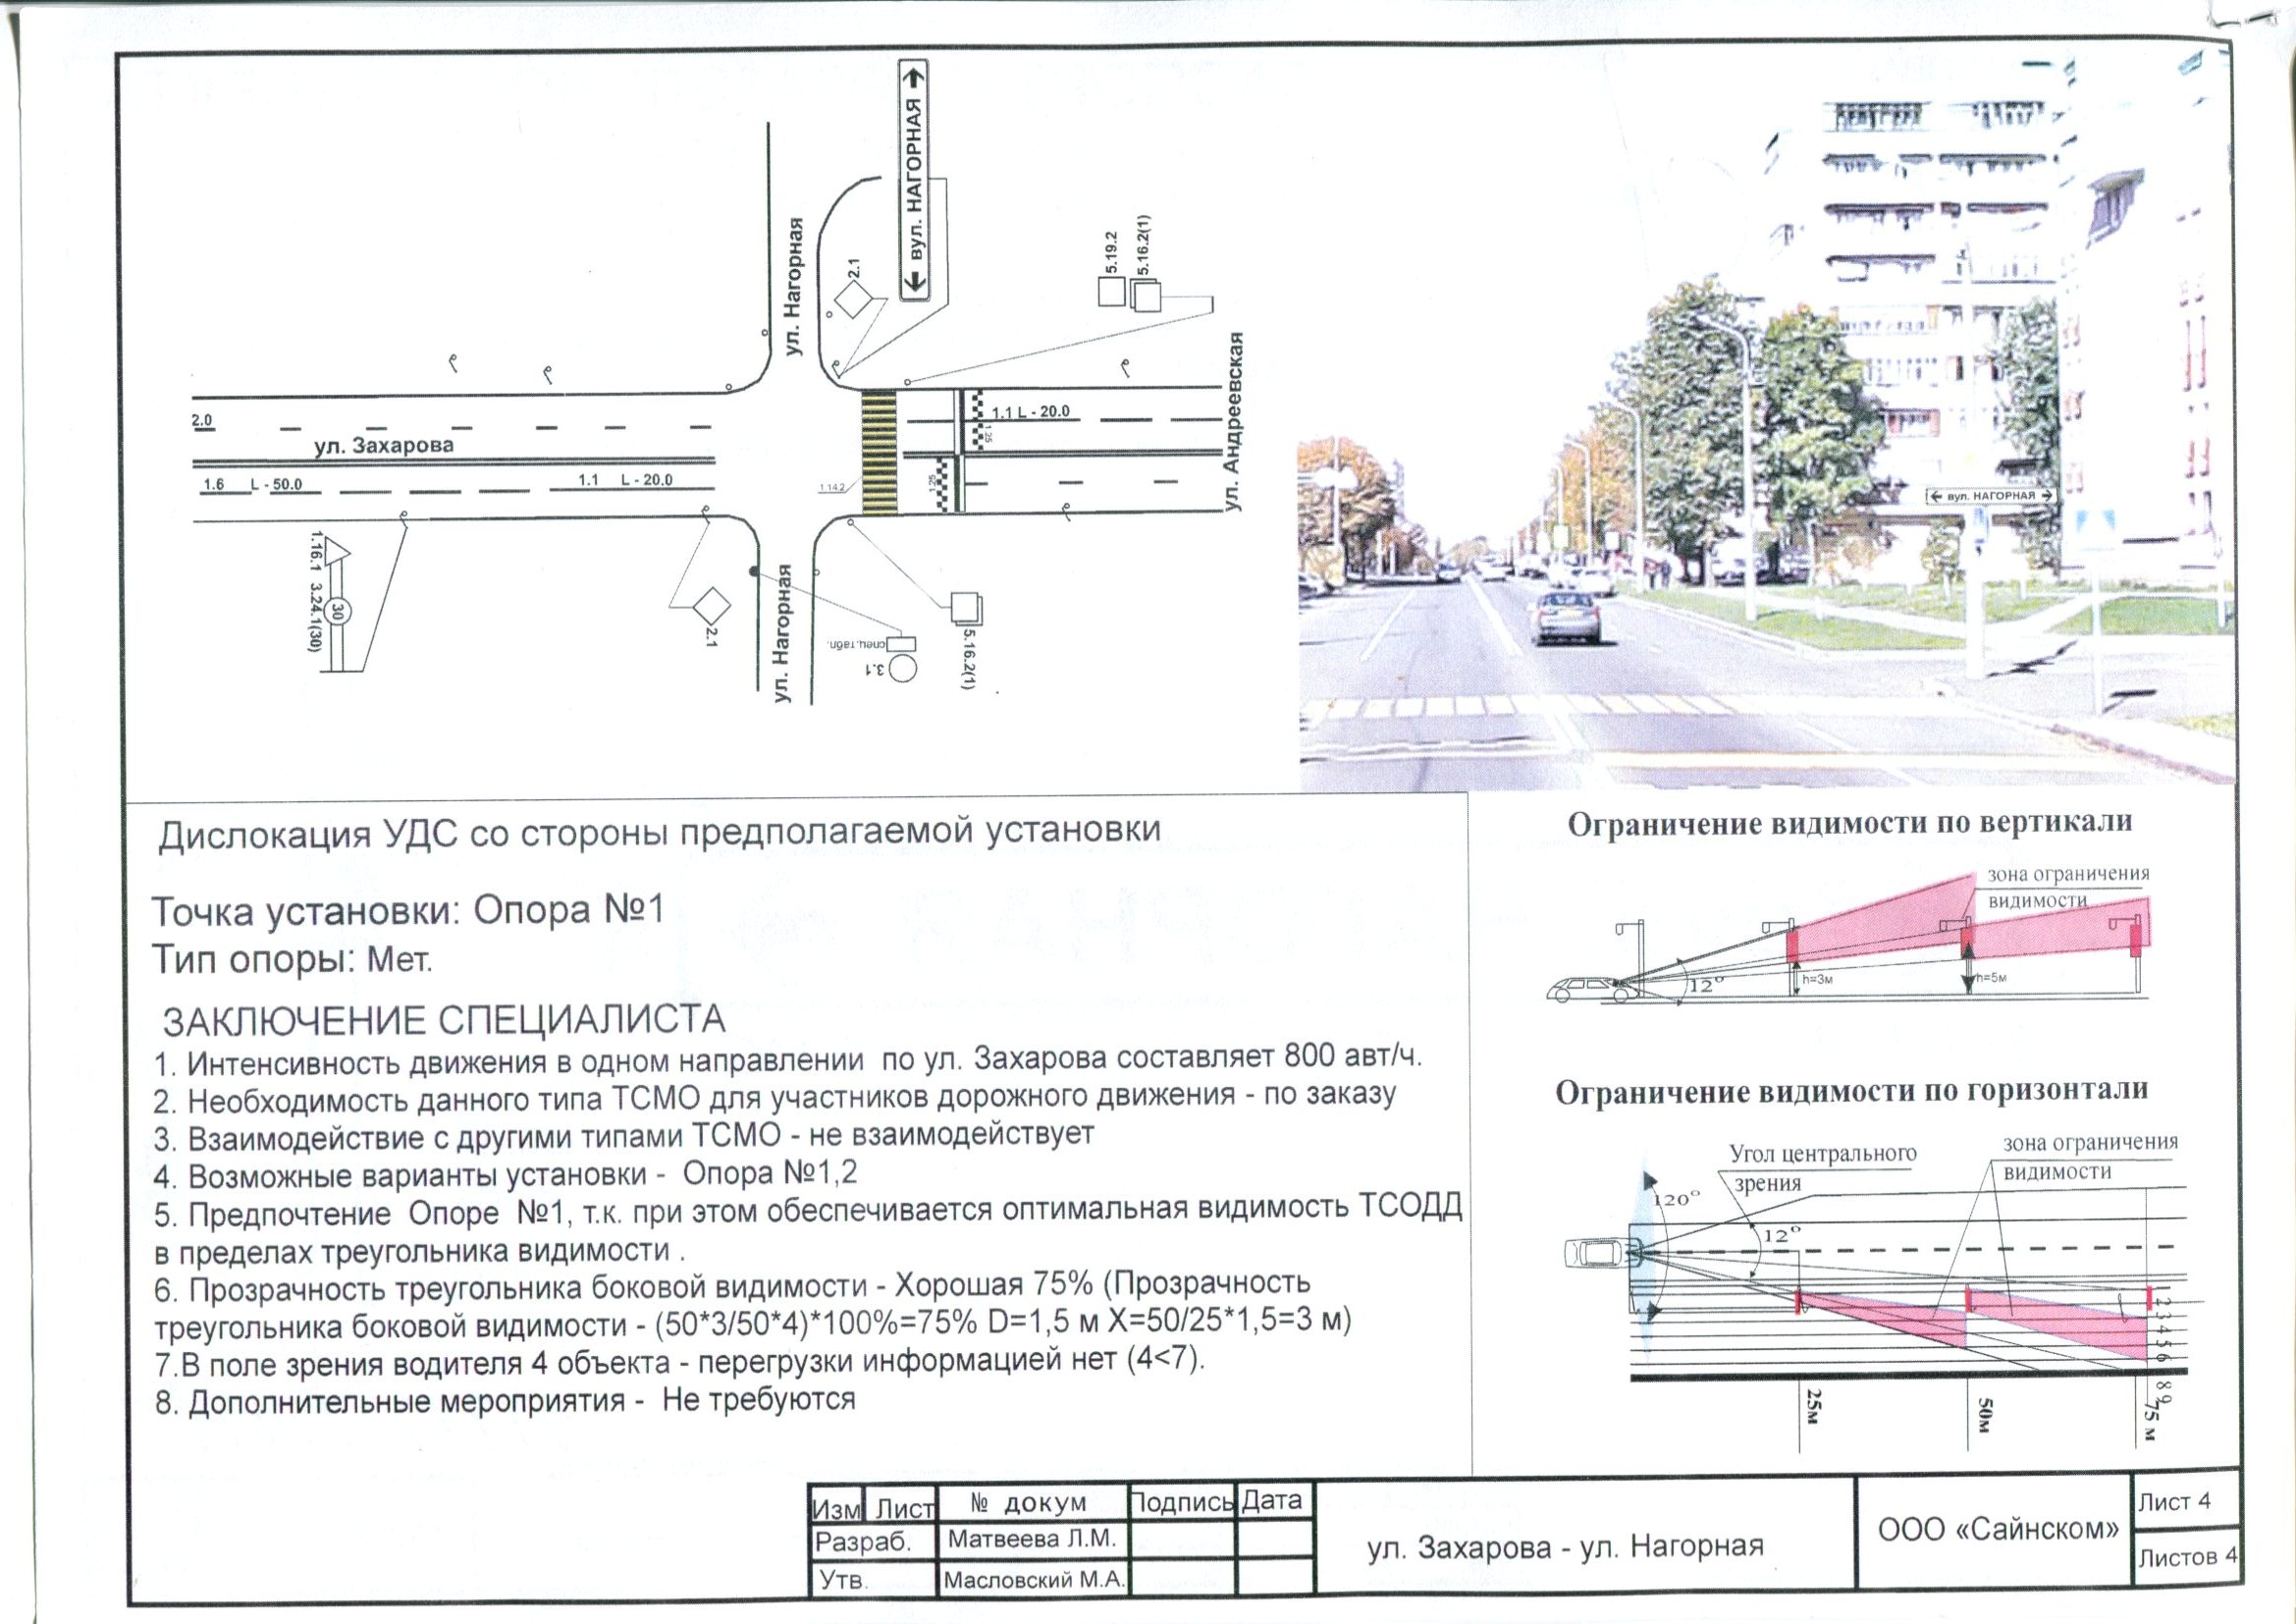 ← вул. НАГОРНАЯ →
ул. Нагорная
2.1
5.19.2
5.16.2(1)
2.0
ул. Захарова
1.1 L - 20.0
1.25
ул. Андреевская
1.6 L - 50.0
1.1 L - 20.0
1.14.2
1.25
1.16.1 3.24.1(30)
30
2.1
ул. Нагорная
спец. табл.
3.1
5.16.2(1)
← вул. НАГОРНАЯ →
Дислокация УДС со стороны предполагаемой установки
Точка установки: Опора №1
Тип опоры: Мет.
ЗАКЛЮЧЕНИЕ СПЕЦИАЛИСТА
1. Интенсивность движения в одном направлении по ул. Захарова составляет 800 авт/ч.
2. Необходимость данного типа ТСМО для участников дорожного движения - по заказу
3. Взаимодействие с другими типами ТСМО - не взаимодействует
4. Возможные варианты установки - Опора №1,2
5. Предпочтение Опоре №1, т.к. при этом обеспечивается оптимальная видимость ТСОДД
в пределах треугольника видимости .
6. Прозрачность треугольника боковой видимости - Хорошая 75% (Прозрачность
треугольника боковой видимости - (50*3/50*4)*100%=75% D=1,5 м X=50/25*1,5=3 м)
7.В поле зрения водителя 4 объекта - перегрузки информацией нет (4<7).
8. Дополнительные мероприятия - Не требуются
Ограничение видимости по вертикали
зона ограничения
видимости
12°
h=3м
h=5м
Ограничение видимости по горизонтали
Угол центрального
зрения
зона ограничения
видимости
120°
12°
1 2 3 4 5 6 8 9
25м
50м
75 м
Изм Лист № докум Подпись Дата
Разраб. Матвеева Л.М.
Утв. Масловский М.А.
ул. Захарова - ул. Нагорная
ООО «Сайнском»
Лист 4
Листов 4